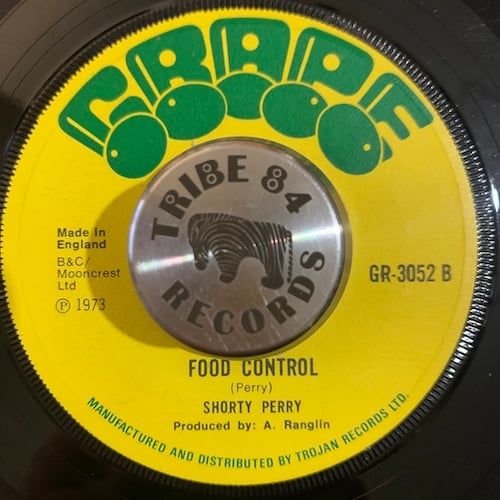 GRAPE
TRIBE 84
RECORDS
Made In
England
B&C/
Mooncrest
Ltd
Ⓟ 1973
GR-3052 B
FOOD CONTROL
(Perry)
SHORTY PERRY
Produced by: A. Ranglin
MANUFACTURED AND DISTRIBUTED BY TROJAN RECORDS LTD.